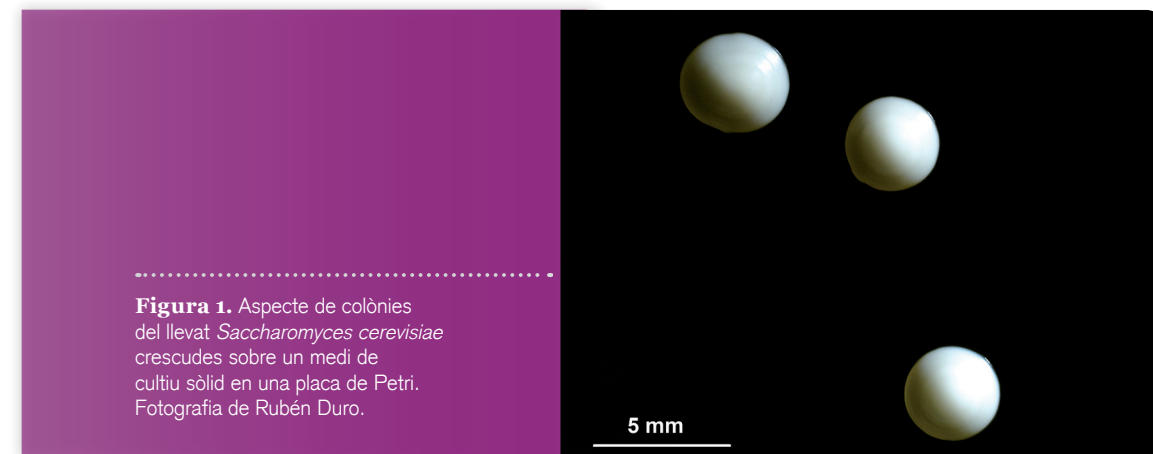 Figura 1. Aspecte de colònies
del llevat Saccharomyces cerevisiae
crescudes sobre un medi de
cultiu sòlid en una placa de Petri.
Fotografia de Rubén Duro.
5 mm